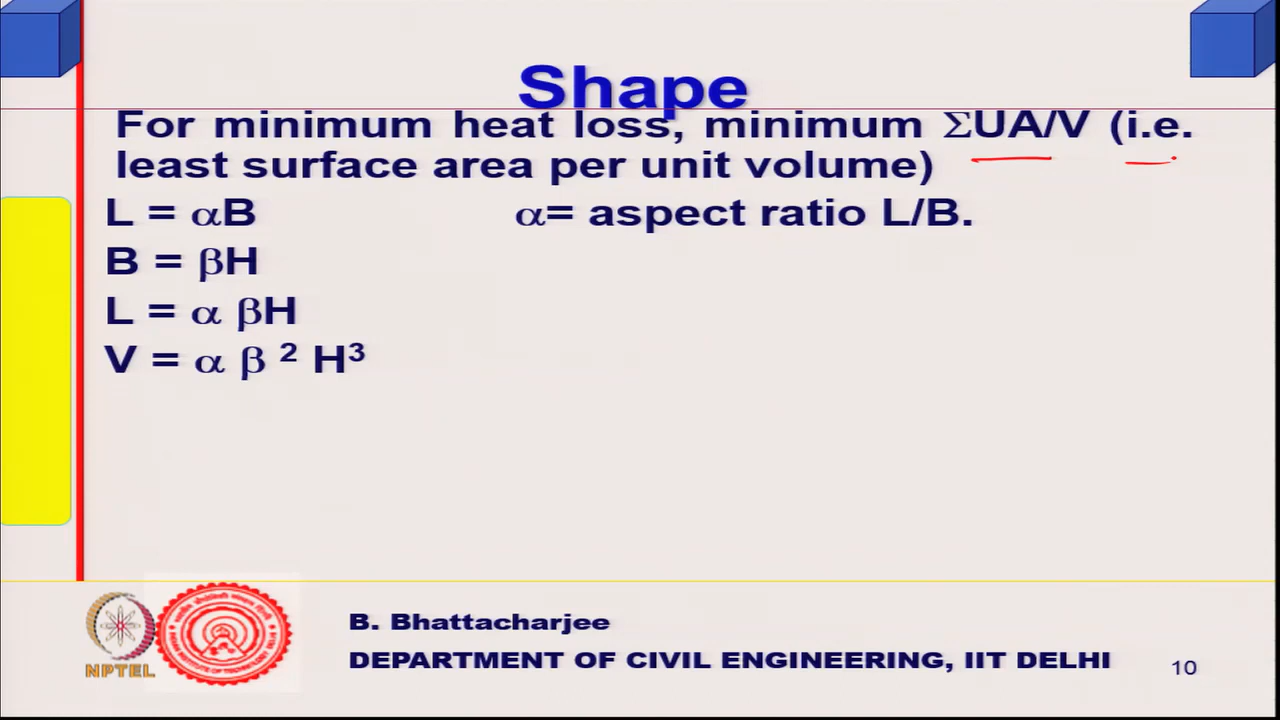 Shape
For minimum heat loss, minimum ΣUA/V (i.e.
least surface area per unit volume)
L = αB α= aspect ratio L/B.
B = βH
L = α βH
V = α β ² H³
NPTEL
B. Bhattacharjee
DEPARTMENT OF CIVIL ENGINEERING, IIT DELHI
10